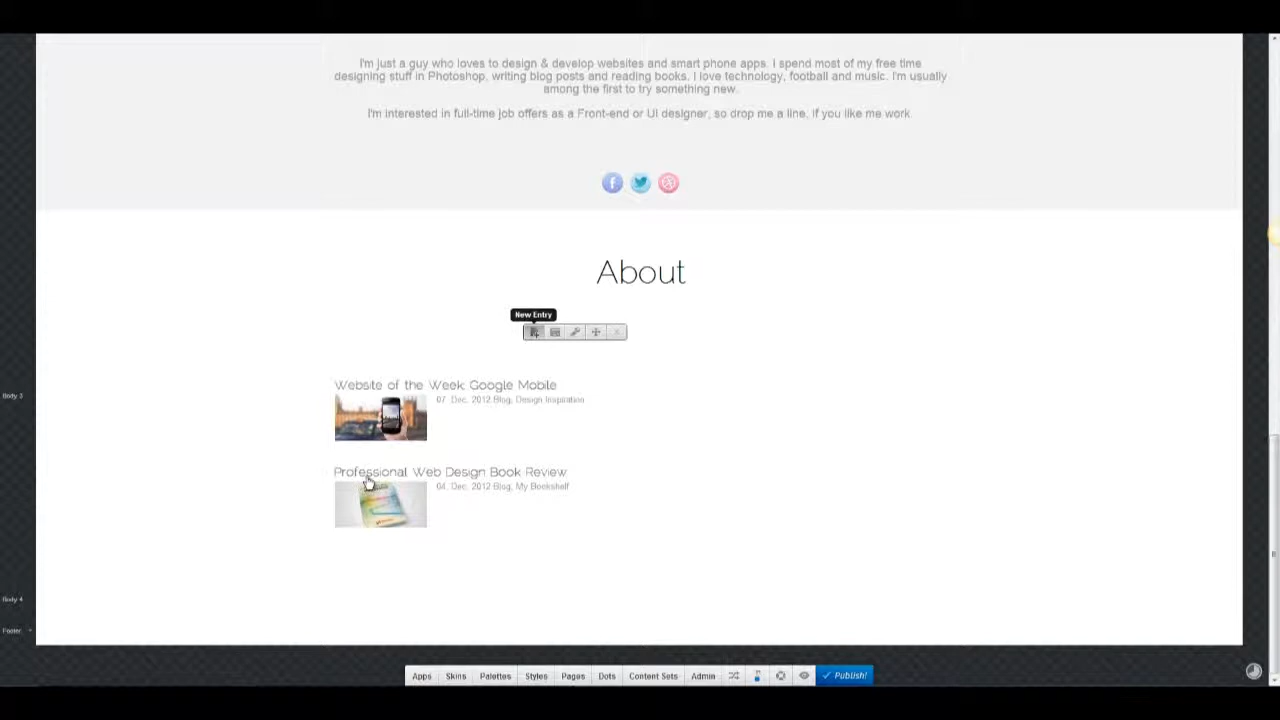 I'm just a guy who loves to design & develop websites and smart phone apps. I spend most of my free time
designing stuff in Photoshop, writing blog posts and reading books. I love technology, football and music. I'm usually
among the first to try something new.
I'm interested in full-time job offers as a Front-end or UI designer, so drop me a line, if you like me work.
About
New Entry
Website of the Week: Google Mobile
07. Dec, 2012 Blog, Design Inspiration
Body 3
Professional Web Design Book Review
04. Dec, 2012 Blog, My Bookshelf
Body 4
Footer
Apps Skins Palettes Styles Pages Dots Content Sets Admin Publish!